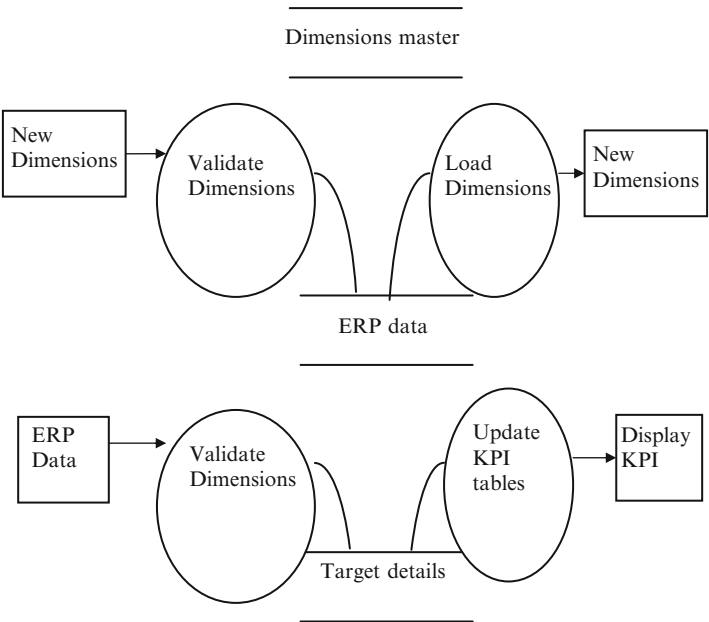 Dimensions master
New
Dimensions
Validate
Dimensions
Load
Dimensions
New
Dimensions
ERP data
ERP
Data
Validate
Dimensions
Update
KPI
tables
Display
KPI
Target details